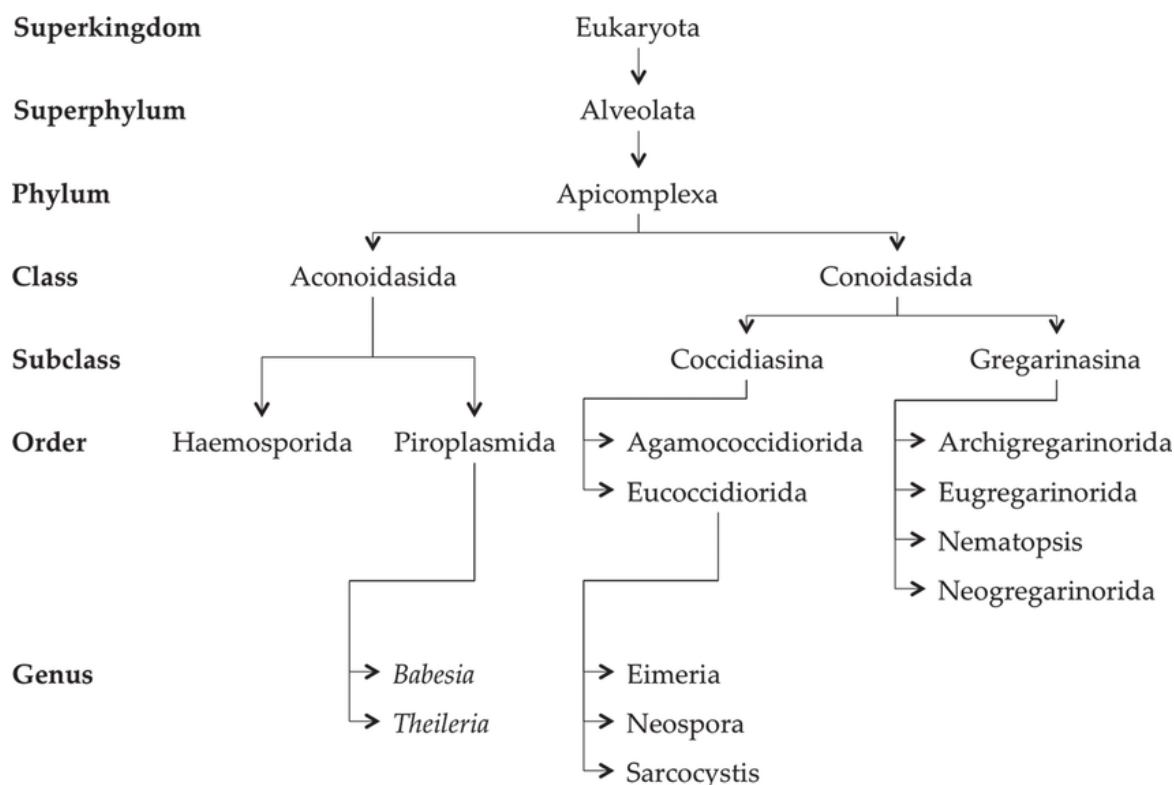 Superkingdom Eukaryota
Superphylum Alveolata
Phylum Apicomplexa
Class Aconoidasida Conoidasida
Subclass Coccidiasina Gregarinasina
Order Haemosporida Piroplasmida Agamococcidiorida Archigregarinorida
Eucoccidiorida Eugregarinorida
Nematopsis
Neogregarinorida
Genus Babesia Eimeria
Theileria Neospora
Sarcocystis